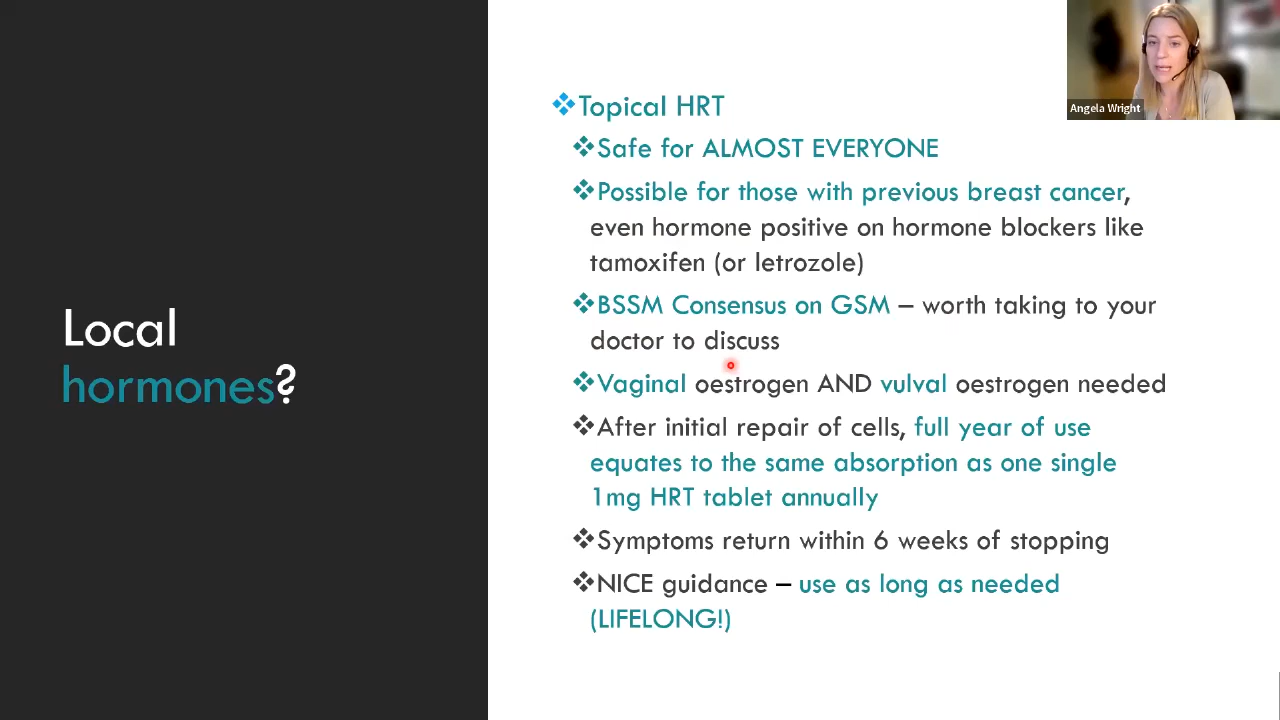 Angela Wright
Local
hormones?
Topical HRT
Safe for ALMOST EVERYONE
Possible for those with previous breast cancer,
even hormone positive on hormone blockers like
tamoxifen (or letrozole)
BSSM Consensus on GSM – worth taking to your
doctor to discuss
Vaginal oestrogen AND vulval oestrogen needed
After initial repair of cells, full year of use
equates to the same absorption as one single
1mg HRT tablet annually
Symptoms return within 6 weeks of stopping
NICE guidance – use as long as needed
(LIFELONG!)